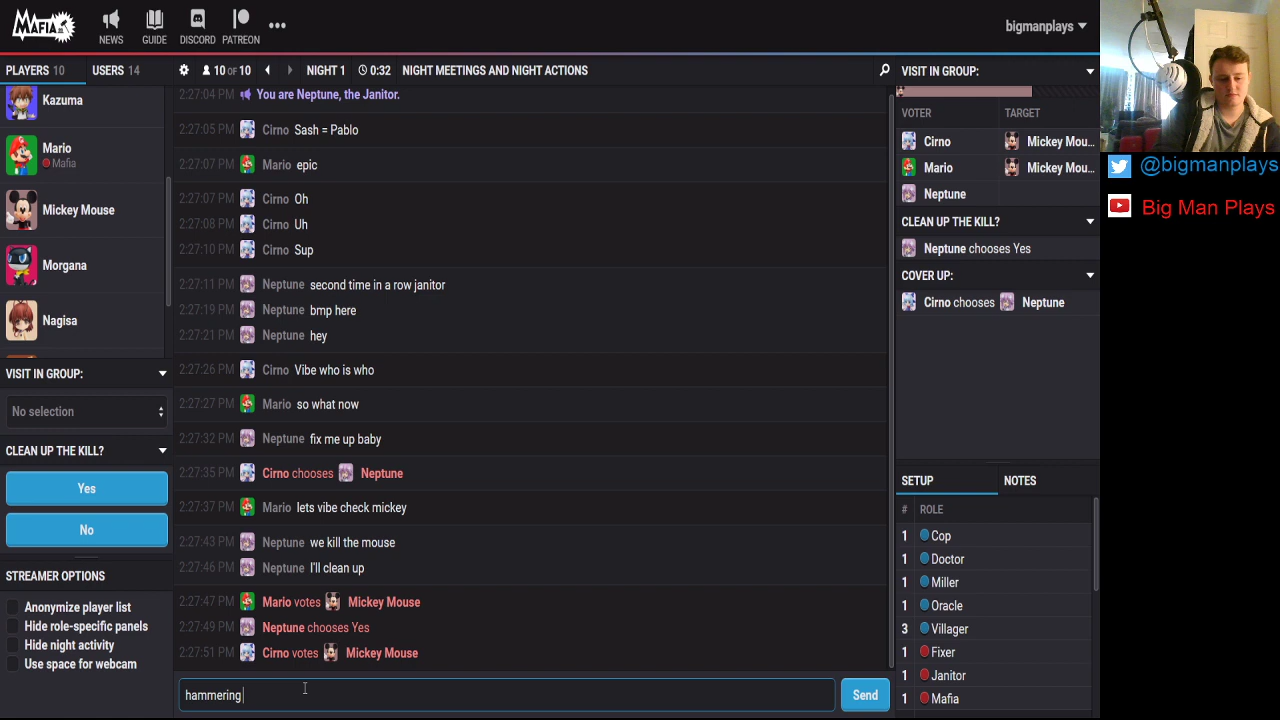 MAFIA.GG
NEWS
GUIDE
DISCORD
PATREON
bigmanplays
PLAYERS 10
USERS 14
10 OF 10
NIGHT 1
0:32
NIGHT MEETINGS AND NIGHT ACTIONS
Kazuma
Mario
Mafia
Mickey Mouse
Morgana
Nagisa
VISIT IN GROUP:
No selection
CLEAN UP THE KILL?
Yes
No
STREAMER OPTIONS
Anonymize player list
Hide role-specific panels
Hide night activity
Use space for webcam
2:27:04 PM You are Neptune, the Janitor.
2:27:05 PM Cirno Sash = Pablo
2:27:07 PM Mario epic
2:27:07 PM Cirno Oh
2:27:08 PM Cirno Uh
2:27:10 PM Cirno Sup
2:27:11 PM Neptune second time in a row janitor
2:27:19 PM Neptune bmp here
2:27:21 PM Neptune hey
2:27:26 PM Cirno Vibe who is who
2:27:27 PM Mario so what now
2:27:32 PM Neptune fix me up baby
2:27:35 PM Cirno chooses Neptune
2:27:37 PM Mario lets vibe check mickey
2:27:43 PM Neptune we kill the mouse
2:27:46 PM Neptune I'll clean up
2:27:47 PM Mario votes Mickey Mouse
2:27:49 PM Neptune chooses Yes
2:27:51 PM Cirno votes Mickey Mouse
hammering
Send
VISIT IN GROUP:
VOTER TARGET
Cirno Mickey Mou...
Mario Mickey Mou...
Neptune
CLEAN UP THE KILL?
Neptune chooses Yes
COVER UP:
Cirno chooses Neptune
SETUP
NOTES
# ROLE
1 Cop
1 Doctor
1 Miller
1 Oracle
3 Villager
1 Fixer
1 Janitor
1 Mafia
@bigmanplays
Big Man Plays